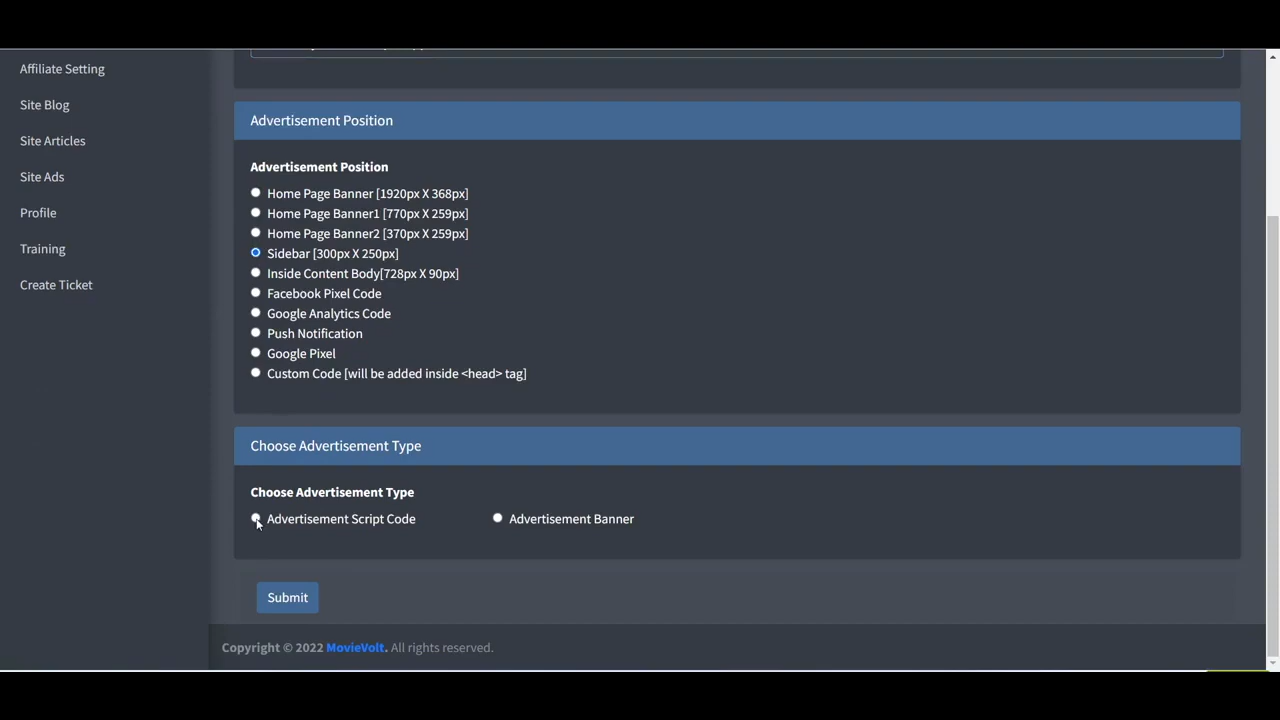 Affiliate Setting
Site Blog
Site Articles
Site Ads
Profile
Training
Create Ticket
Advertisement Position
Advertisement Position
Home Page Banner [1920px X 368px]
Home Page Banner1 [770px X 259px]
Home Page Banner2 [370px X 259px]
Sidebar [300px X 250px]
Inside Content Body[728px X 90px]
Facebook Pixel Code
Google Analytics Code
Push Notification
Google Pixel
Custom Code [will be added inside <head> tag]
Choose Advertisement Type
Choose Advertisement Type
Advertisement Script Code Advertisement Banner
Submit
Copyright © 2022 MovieVolt. All rights reserved.